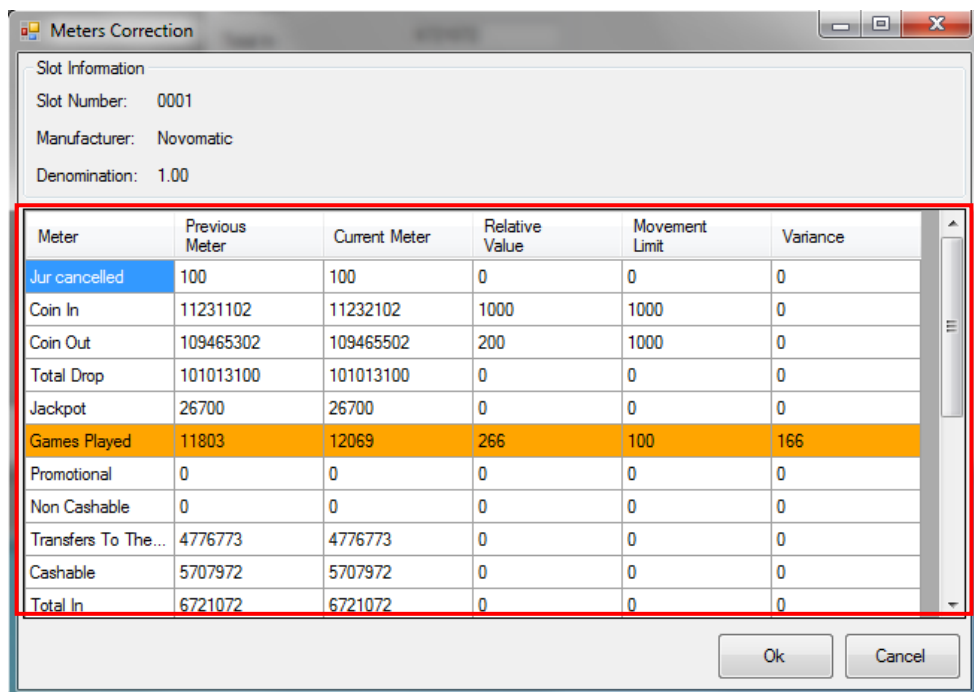 Meters Correction
Slot Information
Slot Number: 0001
Manufacturer: Novomatic
Denomination: 1.00
Meter Previous Meter Current Meter Relative Value Movement Limit Variance
Jur cancelled 100 100 0 0 0
Coin In 11231102 11232102 1000 1000 0
Coin Out 109465302 109465502 200 1000 0
Total Drop 101013100 101013100 0 0 0
Jackpot 26700 26700 0 0 0
Games Played 11803 12069 266 100 166
Promotional 0 0 0 0 0
Non Cashable 0 0 0 0 0
Transfers To The... 4776773 4776773 0 0 0
Cashable 5707972 5707972 0 0 0
Total In 6721072 6721072 0 0 0
Ok Cancel